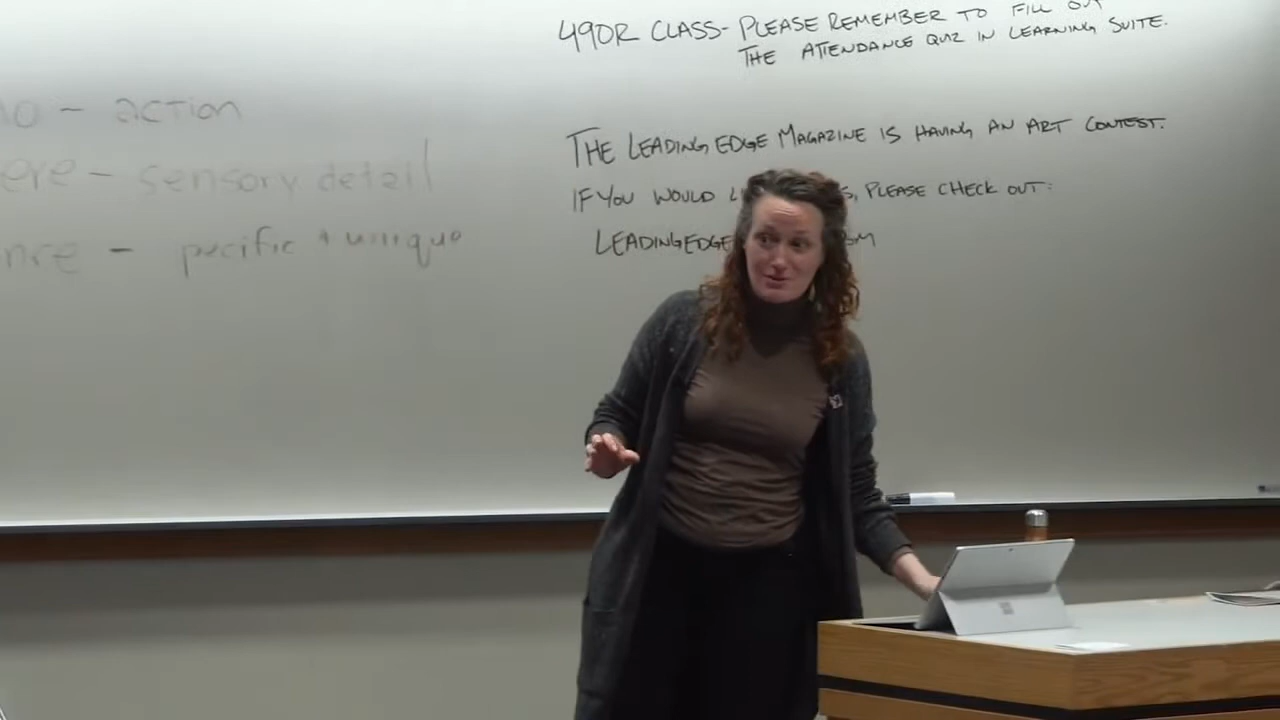 490R CLASS- PLEASE REMEMBER TO FILL OUT
THE ATTENDANCE QUIZ IN LEARNING SUITE.
- action
THE LEADING EDGE MAGAZINE IS HAVING AN ART CONTEST.
- sensory detail
IF YOU WOULD PLEASE CHECK OUT:
- pecific + unique
LEADINGEDGE